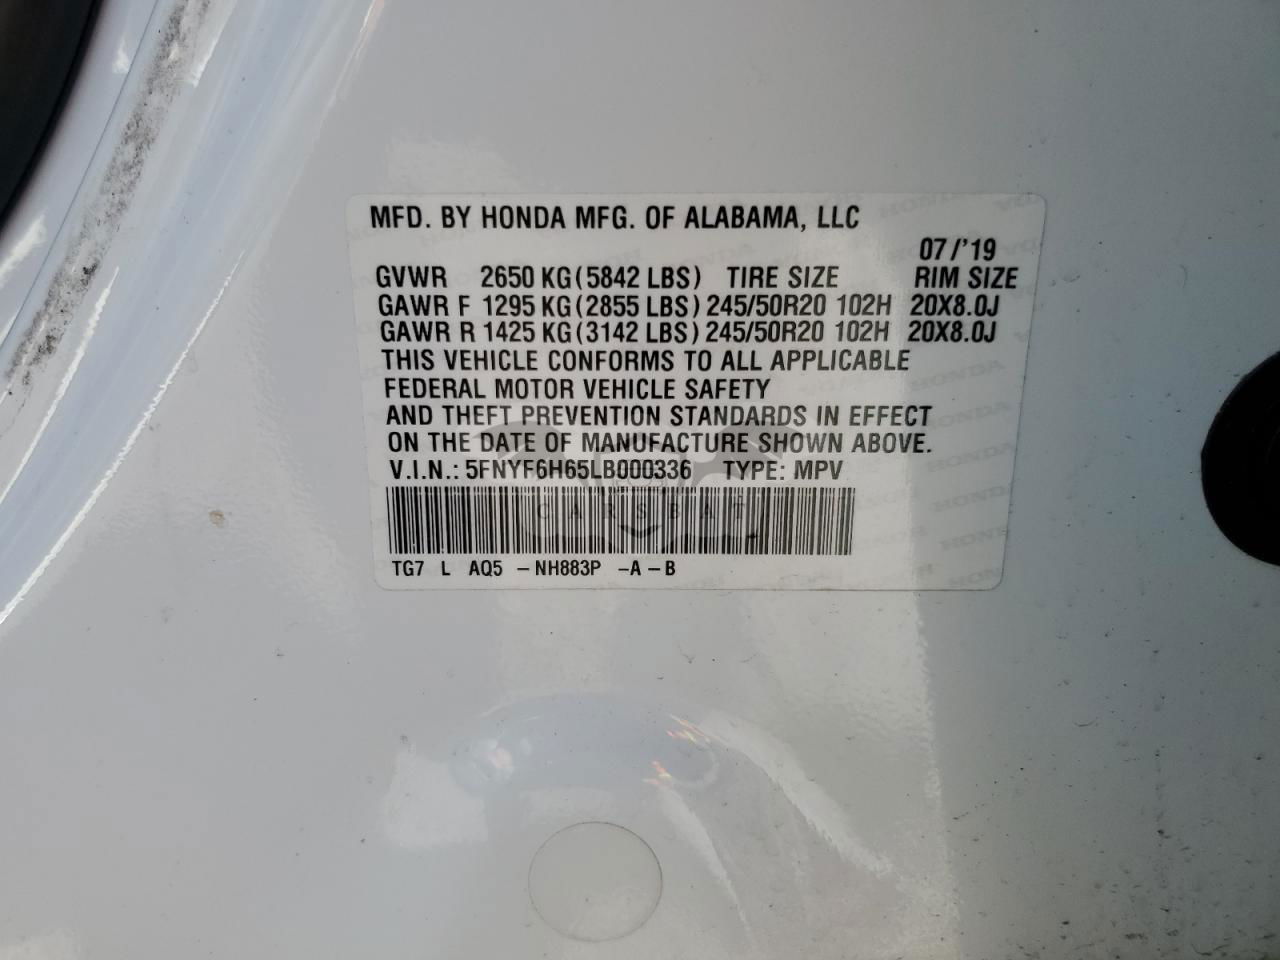 MFD. BY HONDA MFG. OF ALABAMA, LLC
07/'19
GVWR 2650 KG(5842 LBS) TIRE SIZE RIM SIZE
GAWR F 1295 KG(2855 LBS) 245/50R20 102H 20X8.0J
GAWR R 1425 KG(3142 LBS) 245/50R20 102H 20X8.0J
THIS VEHICLE CONFORMS TO ALL APPLICABLE
FEDERAL MOTOR VEHICLE SAFETY
AND THEFT PREVENTION STANDARDS IN EFFECT
ON THE DATE OF MANUFACTURE SHOWN ABOVE.
V.I.N.: 5FNYF6H65LB000336 TYPE: MPV
CARSBAT
TG7 L AQ5 -NH883P -A-B